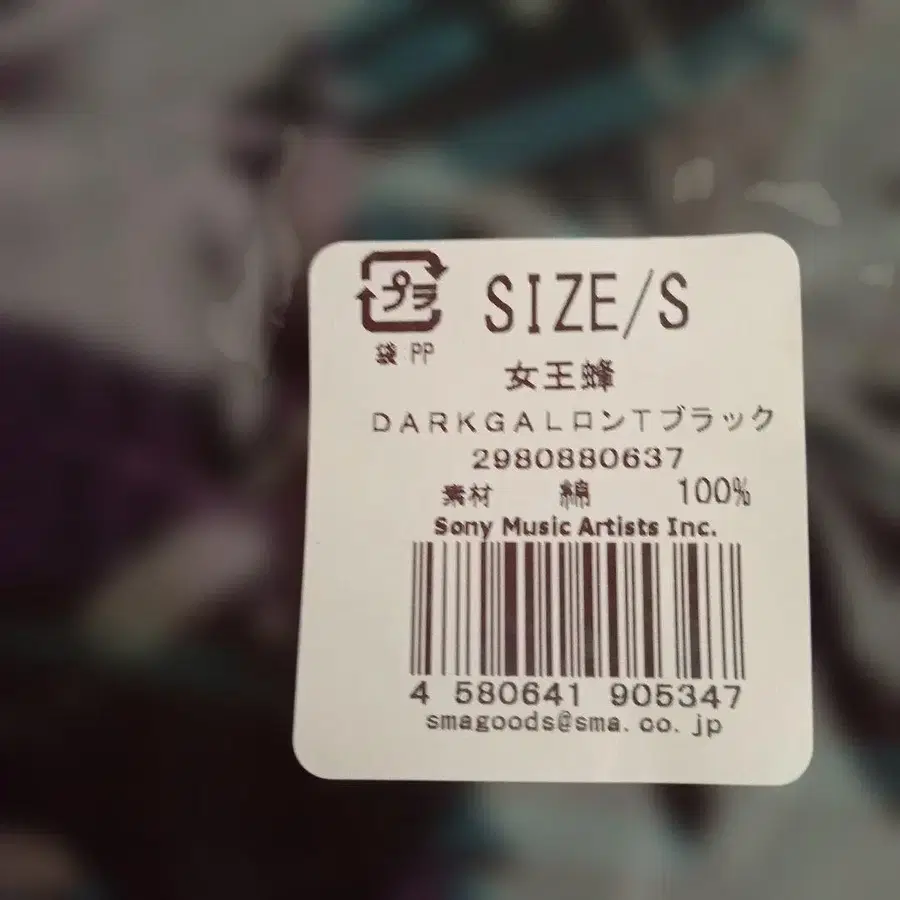 プラ
SIZE/S
袋 PP
女王蜂
DARKGALロンTブラック
2980880637
素材 綿 100%
Sony Music Artists Inc.
4 580641 905347
smagoods@sma.co.jp